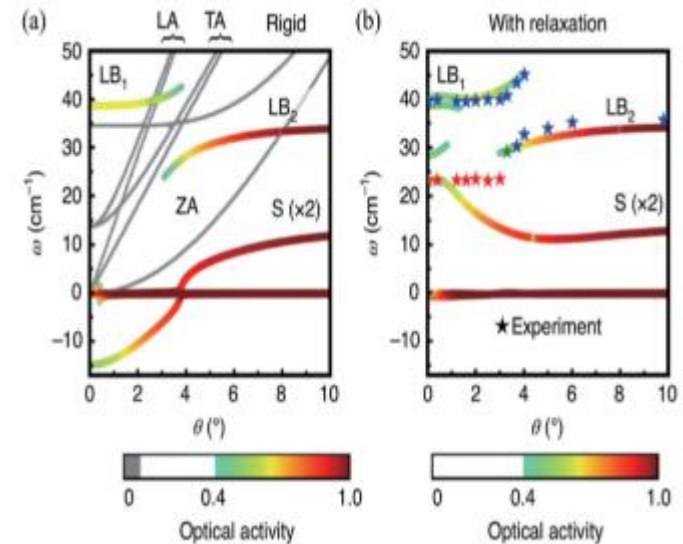 (a)
LA TA Rigid
50
40
30
20
10
0
−10
LB₁
LB₂
ZA
S (×2)
ω (cm⁻¹)
0 2 4 6 8 10
θ (°)
0 0.4 1.0
Optical activity
(b)
With relaxation
50
40
30
20
10
0
−10
LB₁
LB₂
S (×2)
★Experiment
ω (cm⁻¹)
0 2 4 6 8 10
θ (°)
0 0.4 1.0
Optical activity